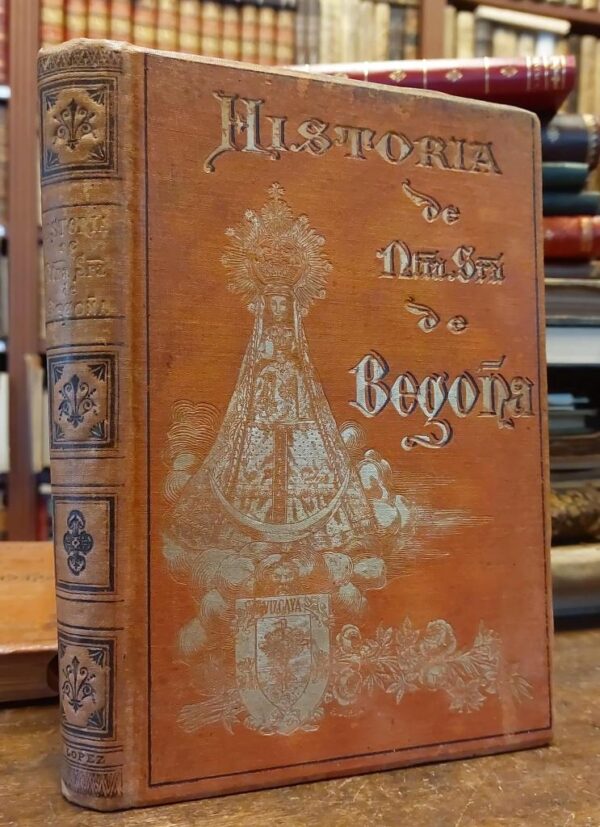 HISTORIA
de
Ntra. Sra
de
Begoña
VIZCAYA
HISTORIA
de
Ntra Sra
de
BEGOÑA
LOPEZ